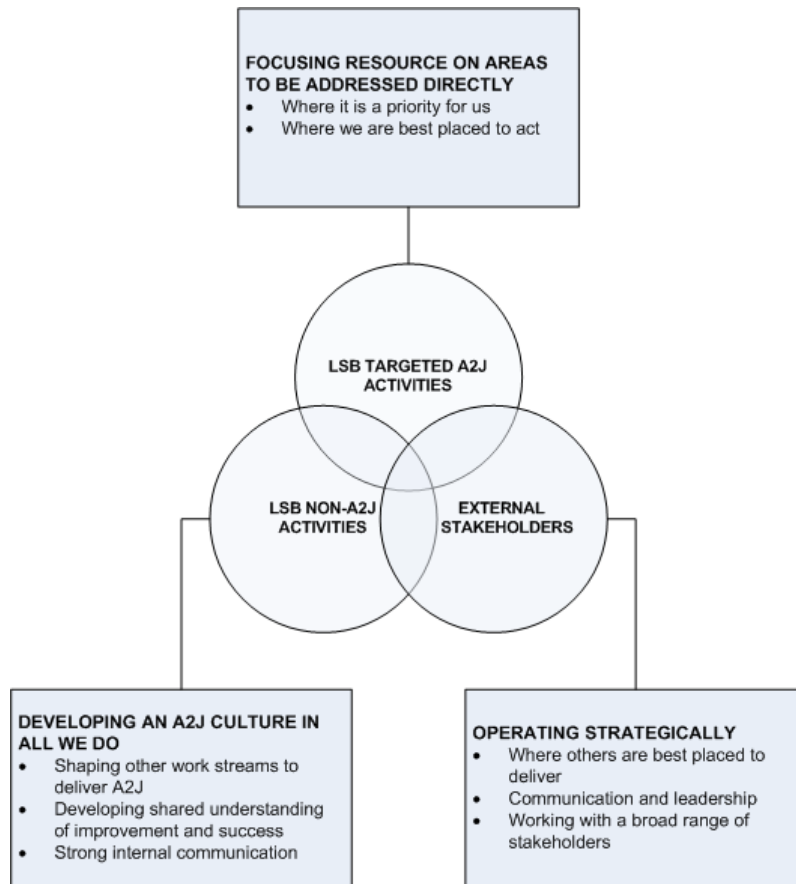 FOCUSING RESOURCE ON AREAS
TO BE ADDRESSED DIRECTLY
• Where it is a priority for us
• Where we are best placed to act
LSB TARGETED A2J
ACTIVITIES
LSB NON-A2J
ACTIVITIES
EXTERNAL
STAKEHOLDERS
DEVELOPING AN A2J CULTURE IN
ALL WE DO
• Shaping other work streams to
deliver A2J
• Developing shared understanding
of improvement and success
• Strong internal communication
OPERATING STRATEGICALLY
• Where others are best placed to
deliver
• Communication and leadership
• Working with a broad range of
stakeholders